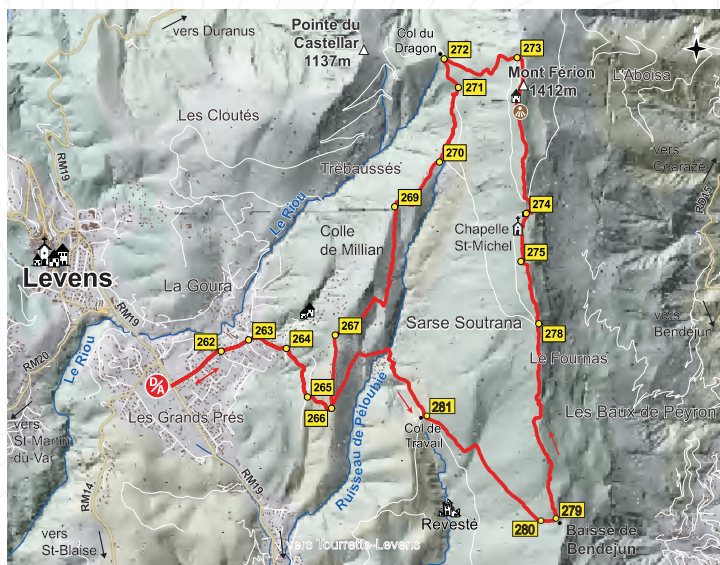 vers Duranus
Pointe du
Castellar
1137m
Col du
Dragon
272
273
Mont Férion
1412m
L'Aboisa
271
Les Cloutés
RM19
vers
Coaraze
270
Trébaussés
269
RD15
Le Riou
274
Colle
de Millian
Chapelle
St-Michel
275
Levens
La Goura
vers
Bendejun
RM19
263
267
Sarse Soutrana
278
262
264
Le Riou
Le Fournas
RM20
D/A
265
Les Grands Prés
266
281
Les Baux de Peyron
vers
St-Martin
du-Var
Col de
Travail
Ruisseau de Péloubié
RM14
RM19
279
Revesté
280
Baisse de
Bendejun
vers
St-Blaise
vers Tourrette-Levens